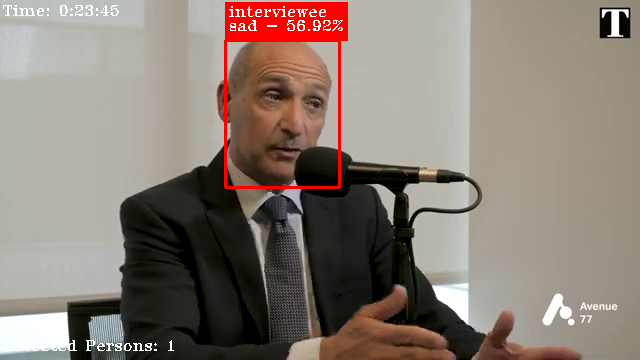 Time: 0:23:45
interviewee
sad - 56.92%
T
Avenue
77
Persons: 1